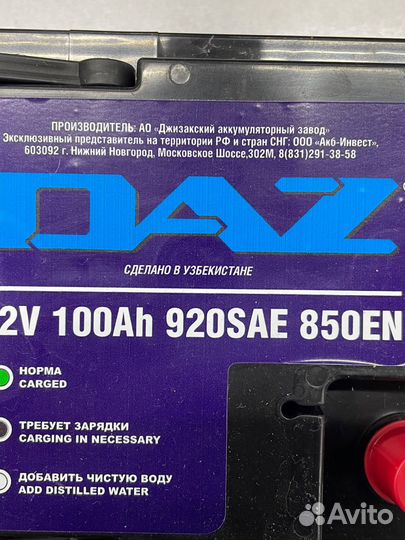 ПРОИЗВОДИТЕЛЬ: АО «Джизакский аккумуляторный завод»
Эксклюзивный представитель на территории РФ и стран СНГ: ООО «Акб-Инвест»,
603092 г. Нижний Новгород, Московское Шоссе,302М, 8(831)291-38-58
DAZ
СДЕЛАНО В УЗБЕКИСТАНЕ
2V 100Ah 920SAE 850EN
НОРМА
CARGED
ТРЕБУЕТ ЗАРЯДКИ
CARGING IN NECESSARY
ДОБАВИТЬ ЧИСТУЮ ВОДУ
ADD DISTILLED WATER
Avito